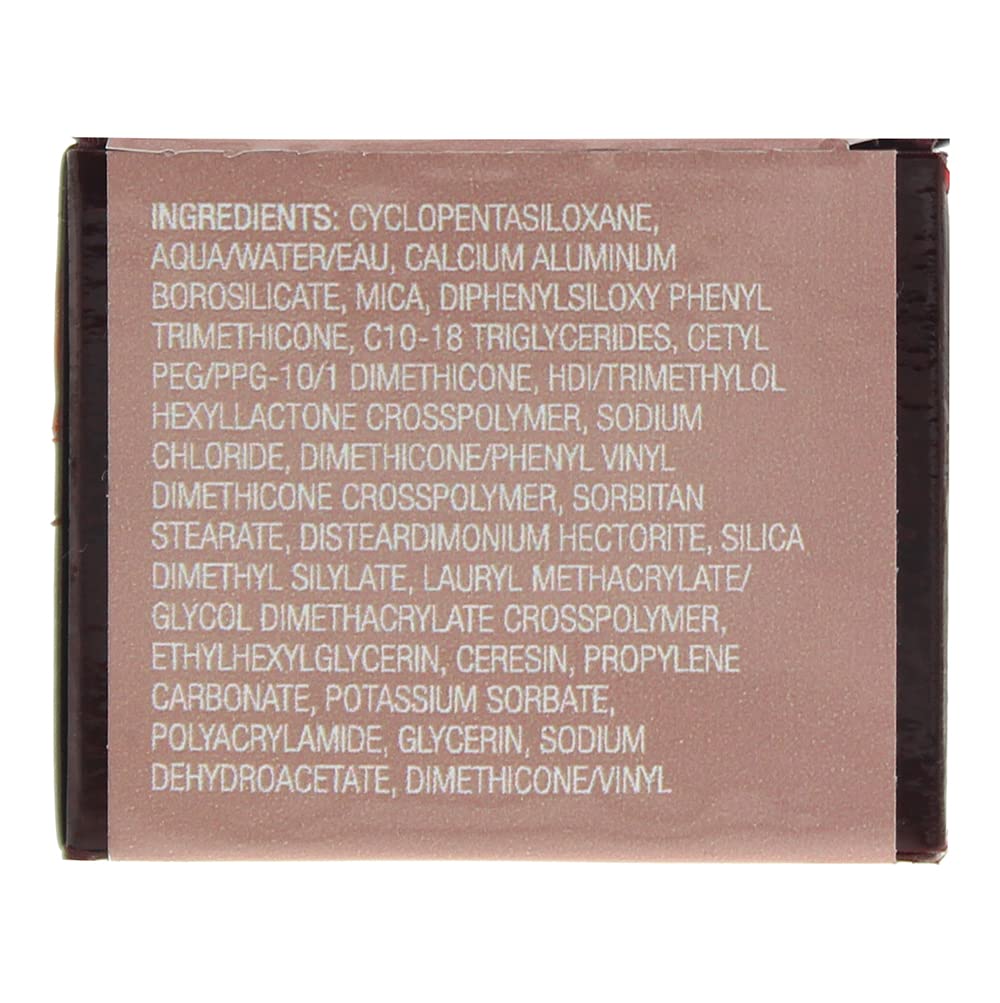 INGREDIENTS: CYCLOPENTASILOXANE,
AQUA/WATER/EAU, CALCIUM ALUMINUM
BOROSILICATE, MICA, DIPHENYLSILOXY PHENYL
TRIMETHICONE, C10-18 TRIGLYCERIDES, CETYL
PEG/PPG-10/1 DIMETHICONE, HDI/TRIMETHYLOL
HEXYLLACTONE CROSSPOLYMER, SODIUM
CHLORIDE, DIMETHICONE/PHENYL VINYL
DIMETHICONE CROSSPOLYMER, SORBITAN
STEARATE, DISTEARDIMONIUM HECTORITE, SILICA
DIMETHYL SILYLATE, LAURYL METHACRYLATE/
GLYCOL DIMETHACRYLATE CROSSPOLYMER,
ETHYLHEXYLGLYCERIN, CERESIN, PROPYLENE
CARBONATE, POTASSIUM SORBATE,
POLYACRYLAMIDE, GLYCERIN, SODIUM
DEHYDROACETATE, DIMETHICONE/VINYL